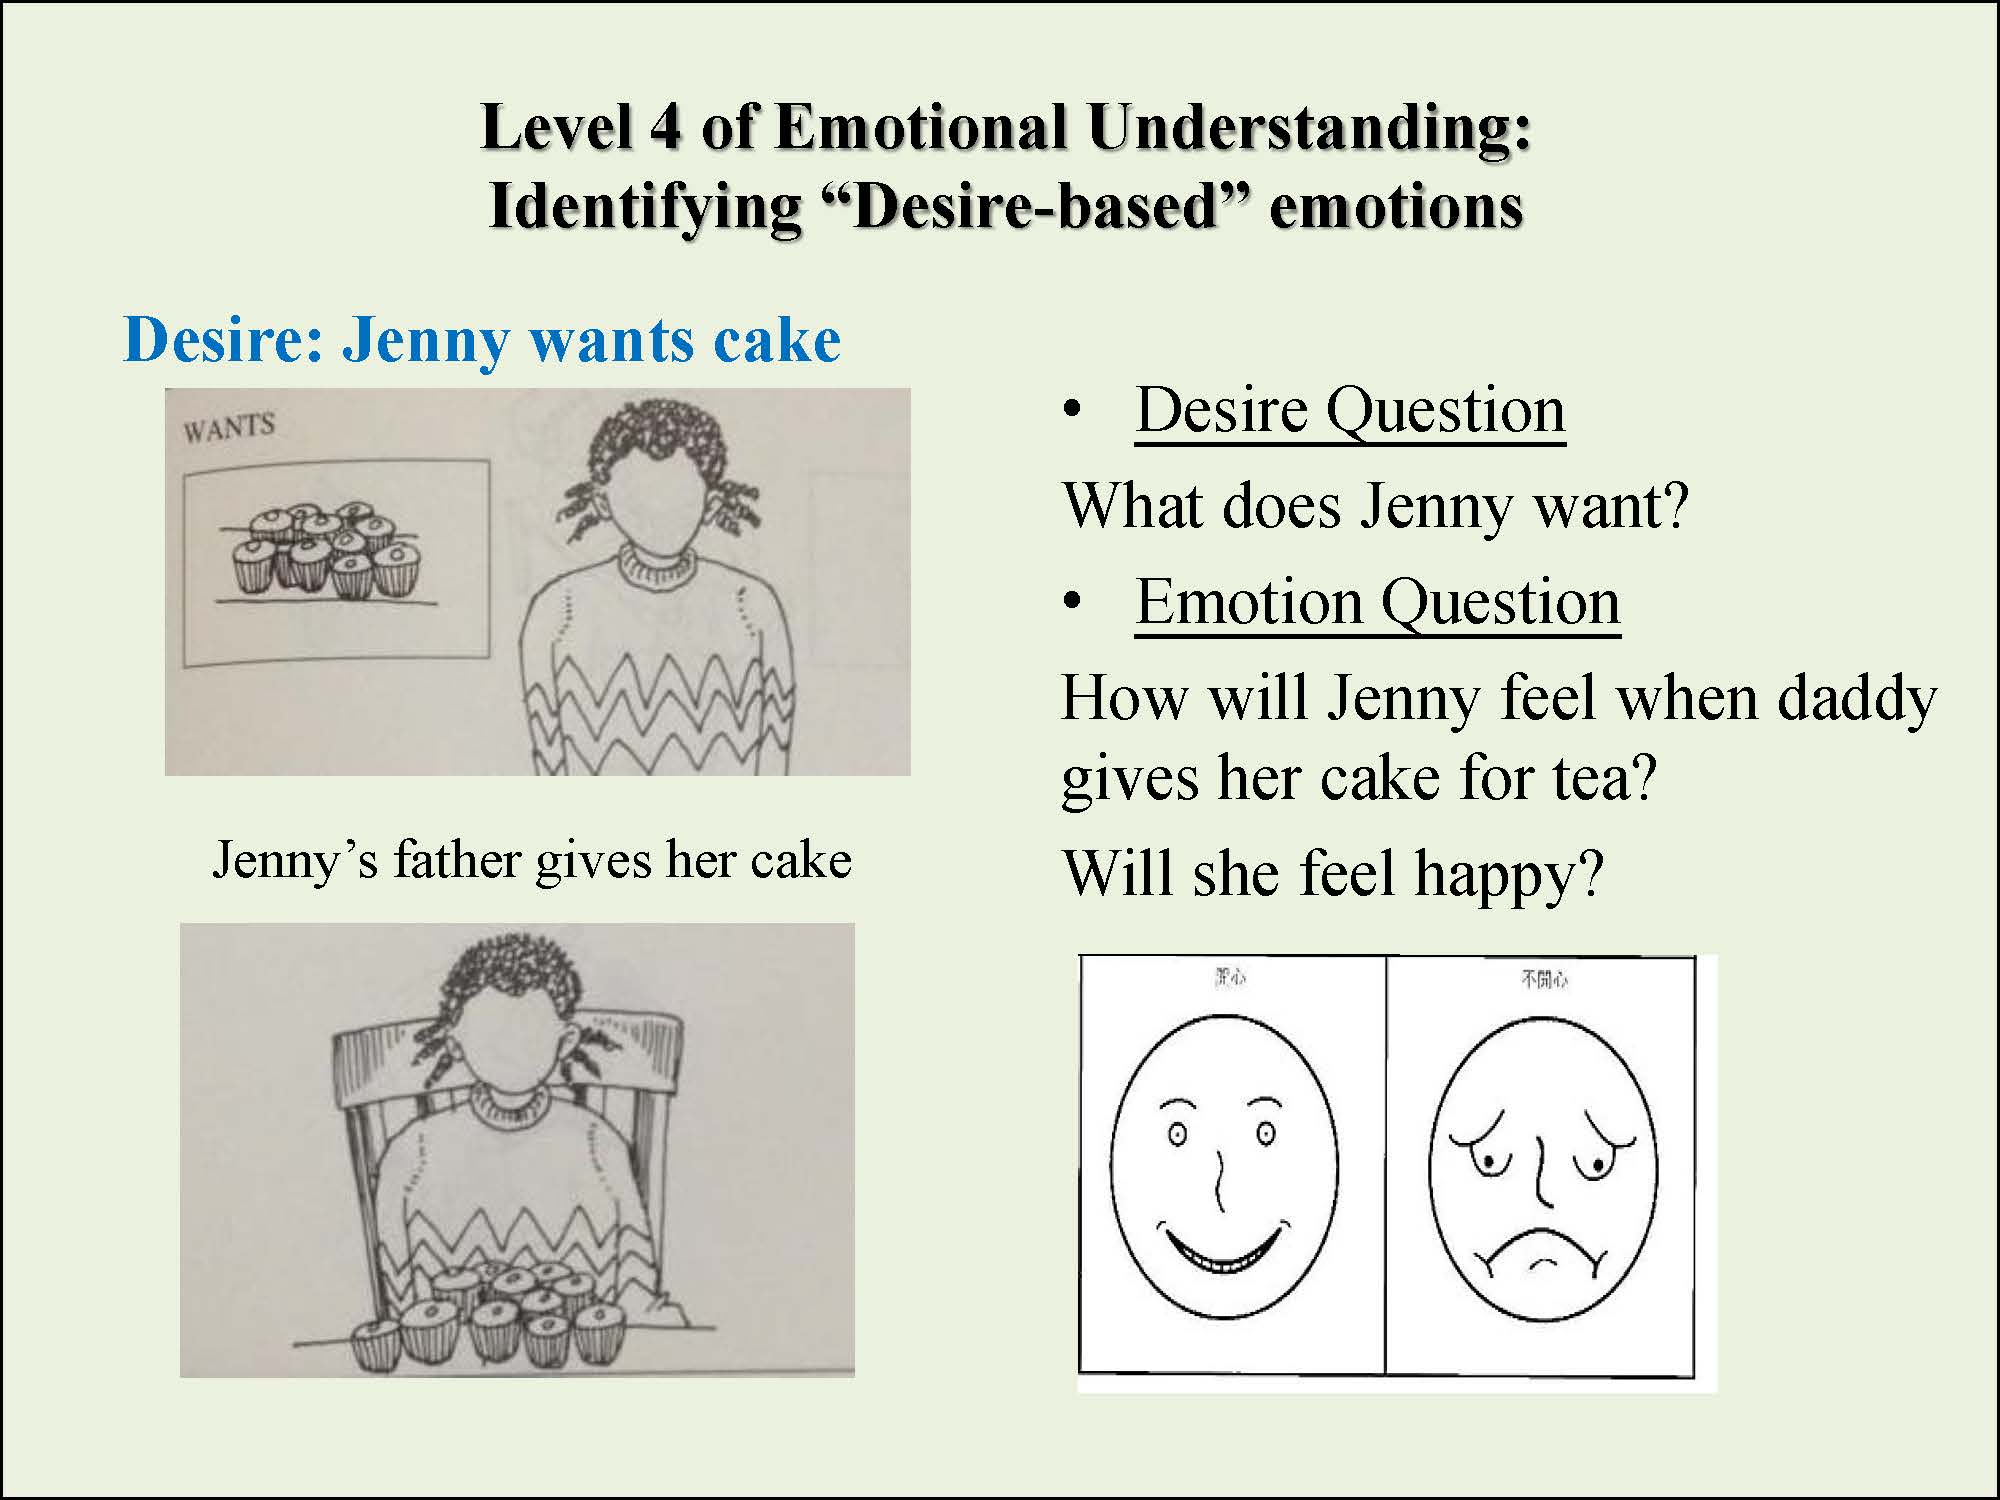 Level 4 of Emotional Understanding:
Identifying “Desire-based” emotions
Desire: Jenny wants cake
WANTS
Jenny’s father gives her cake
• Desire Question
What does Jenny want?
• Emotion Question
How will Jenny feel when daddy
gives her cake for tea?
Will she feel happy?
開心
不開心